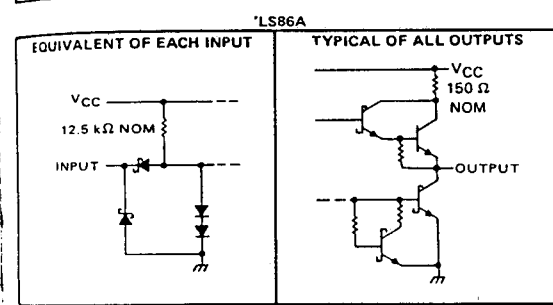 'LS86A
EQUIVALENT OF EACH INPUT
VCC
12.5 kΩ NOM
INPUT
TYPICAL OF ALL OUTPUTS
VCC
150 Ω
NOM
OUTPUT